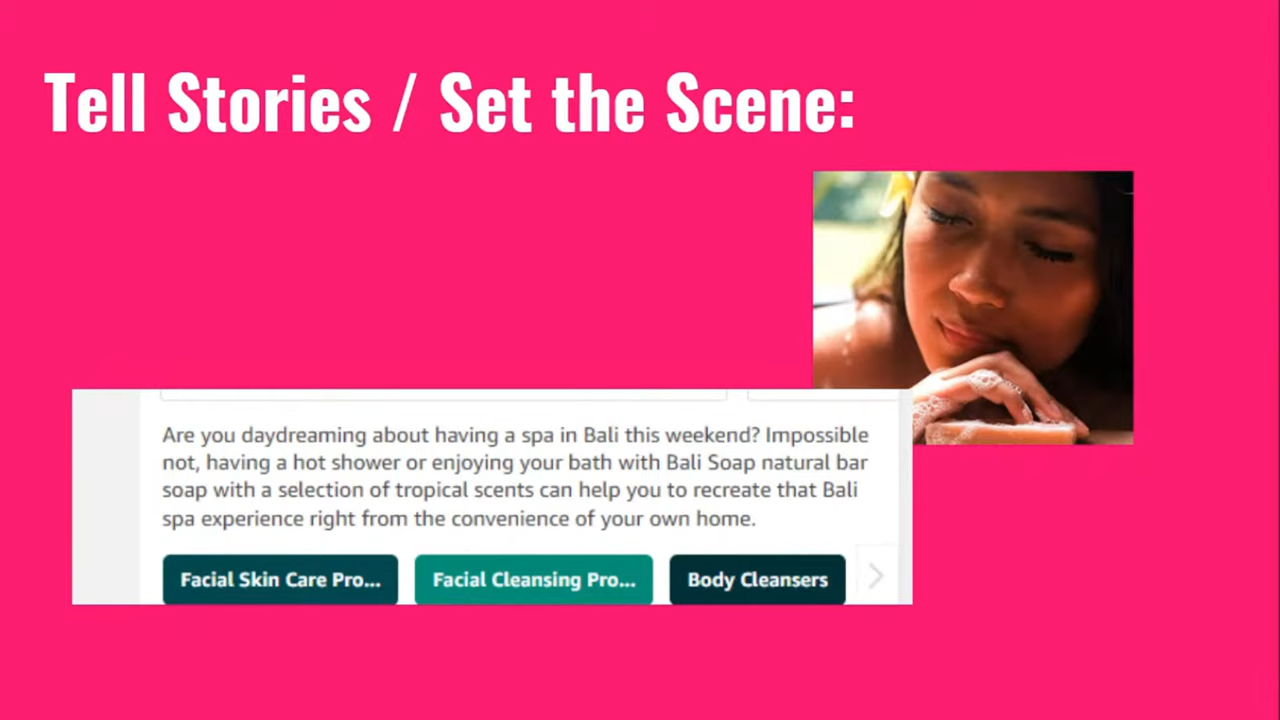 Tell Stories / Set the Scene:
Are you daydreaming about having a spa in Bali this weekend? Impossible
not, having a hot shower or enjoying your bath with Bali Soap natural bar
soap with a selection of tropical scents can help you to recreate that Bali
spa experience right from the convenience of your own home.
Facial Skin Care Pro... Facial Cleansing Pro... Body Cleansers